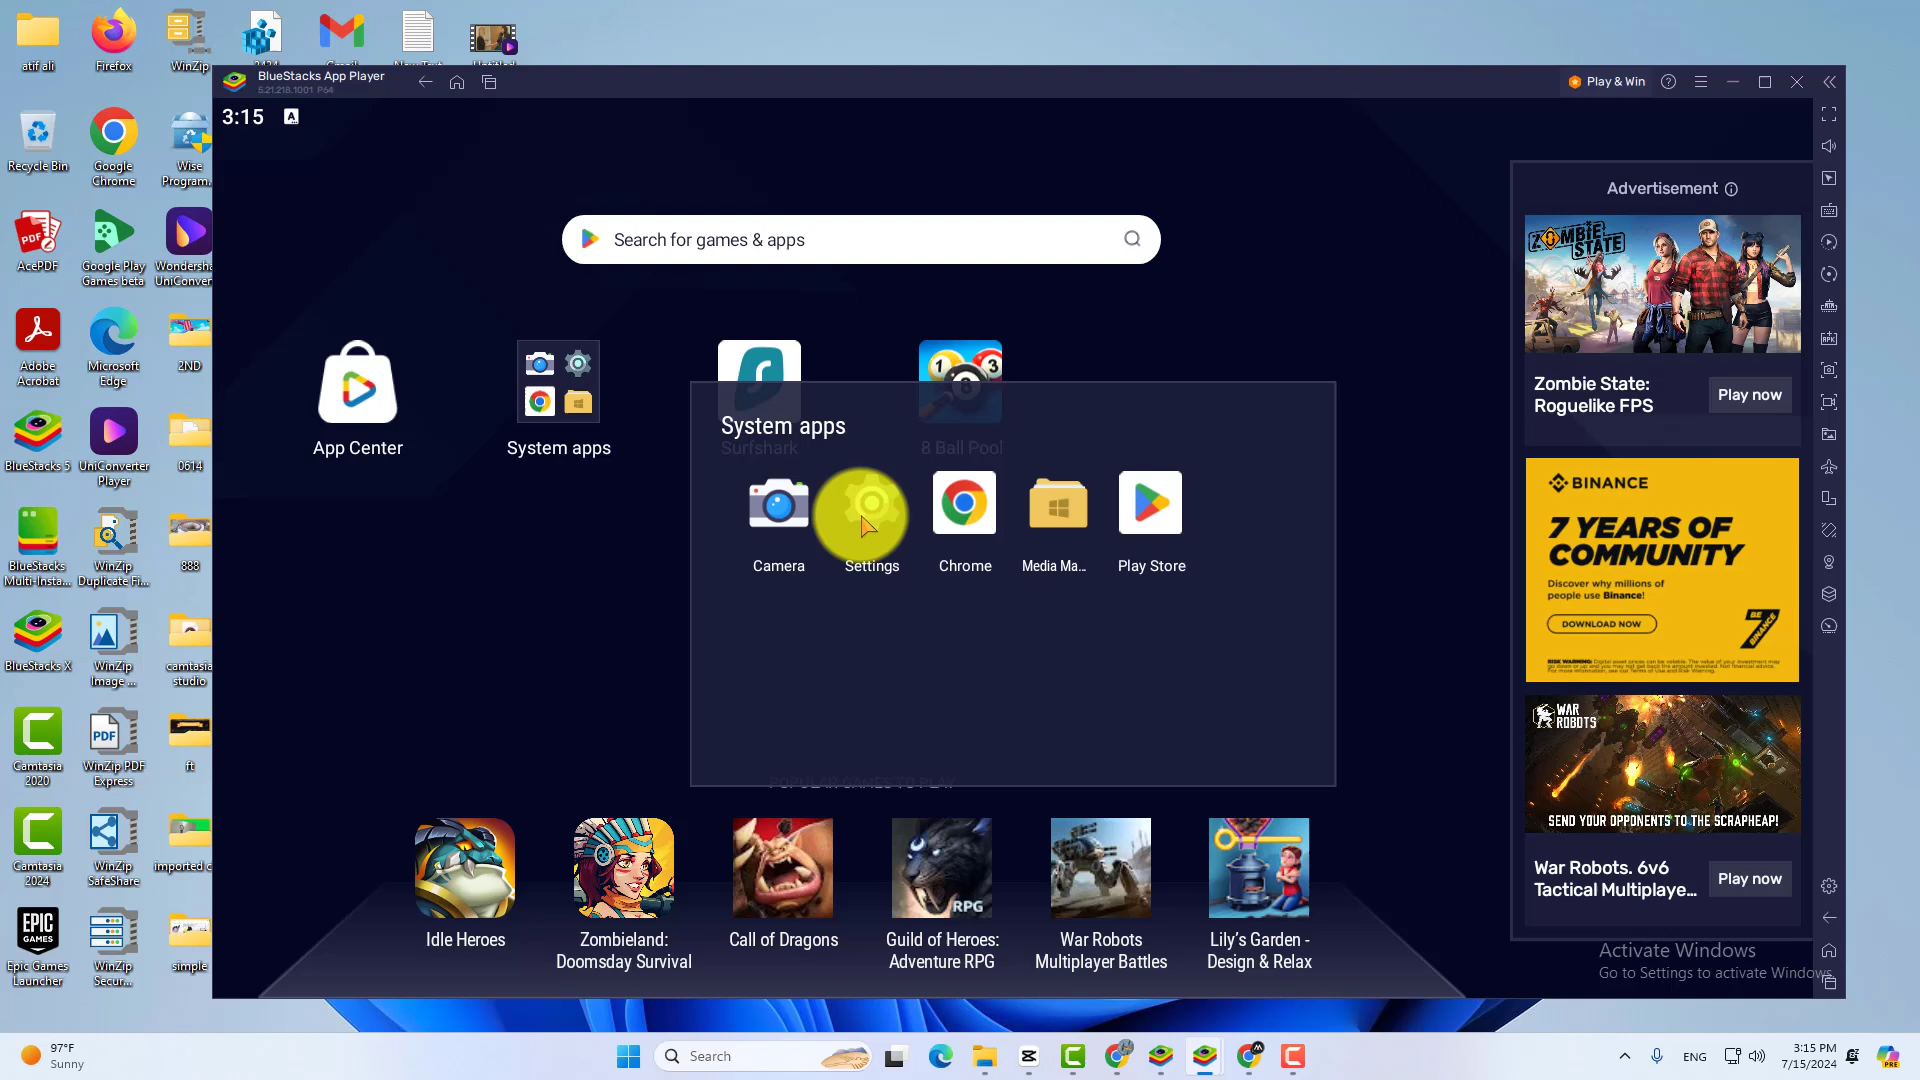 atif ali
Firefox
WinZip
Gmail
Recycle Bin
Google
Chrome
Wise
Program...
AcePDF
Google Play
Games beta
Wondersha
UniConver
Adobe
Acrobat
Microsoft
Edge
2ND
BlueStacks 5
UniConverter
Player
0614
BlueStacks
Multi-Insta...
WinZip
Duplicate Fi...
888
BlueStacks X
WinZip
Image ...
camtasia
studio
Camtasia
2020
WinZip PDF
Express
ft
Camtasia
2024
WinZip
SafeShare
imported c
Epic Games
Launcher
WinZip
Secur...
simple
BlueStacks App Player
5.21.218.1001 P64
Play & Win
3:15
Search for games & apps
App Center
System apps
Surfshark
8 Ball Pool
System apps
Camera
Settings
Chrome
Media Ma...
Play Store
POPULAR GAMES TO PLAY
Idle Heroes
Zombieland:
Doomsday Survival
Call of Dragons
RPG
Guild of Heroes:
Adventure RPG
War Robots
Multiplayer Battles
Lily's Garden -
Design & Relax
Advertisement
ZOMBIE
STATE
Zombie State:
Roguelike FPS
Play now
BINANCE
7 YEARS OF
COMMUNITY
Discover why millions of
people use Binance!
DOWNLOAD NOW
WAR
ROBOTS
SEND YOUR OPPONENTS TO THE SCRAPHEAP!
War Robots. 6v6
Tactical Multiplaye...
Play now
Activate Windows
Go to Settings to activate Windows.
97°F
Sunny
Search
ENG
3:15 PM
7/15/2024